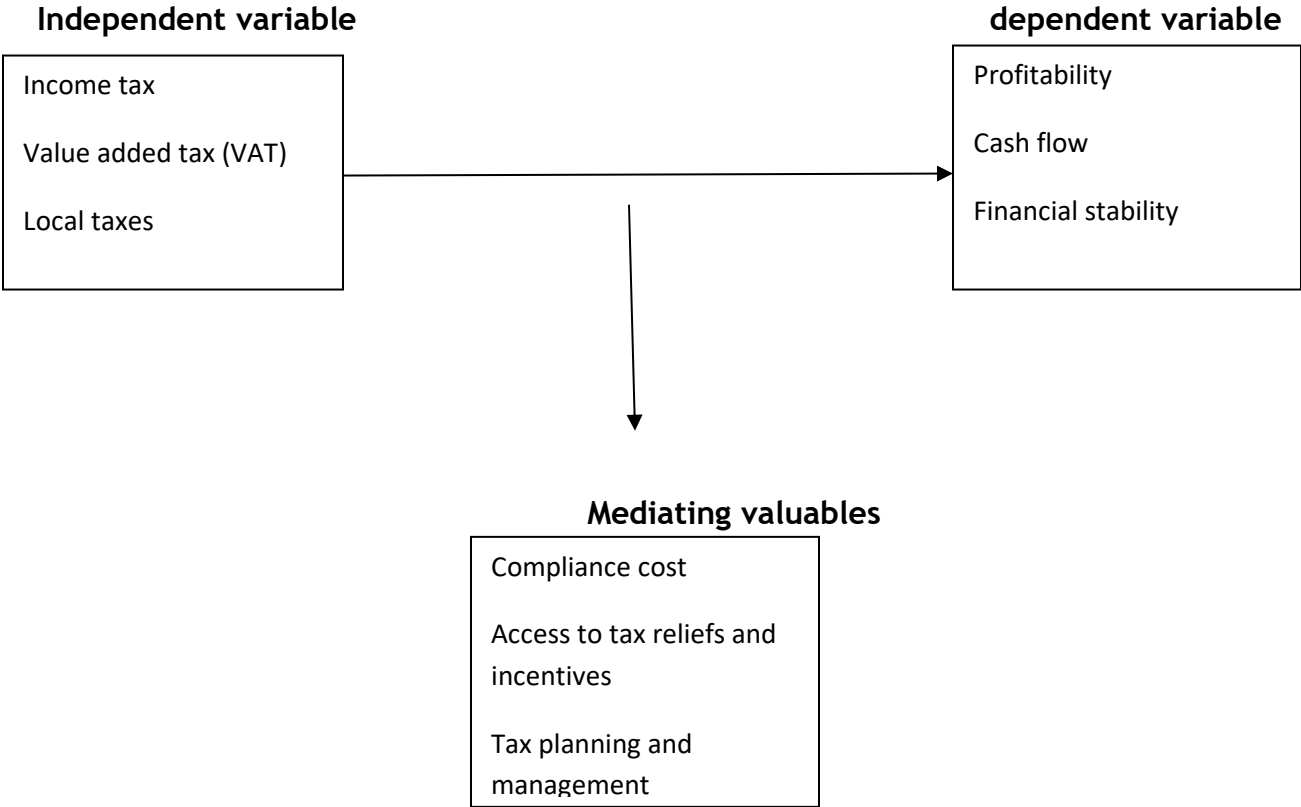 Independent variable
dependent variable
Income tax
Value added tax (VAT)
Local taxes
Profitability
Cash flow
Financial stability
Mediating valuables
Compliance cost
Access to tax reliefs and
incentives
Tax planning and
management